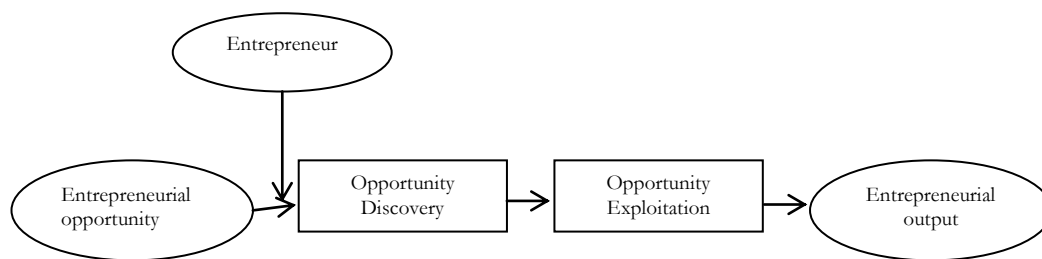 Entrepreneur
Entrepreneurial
opportunity
Opportunity
Discovery
Opportunity
Exploitation
Entrepreneurial
output